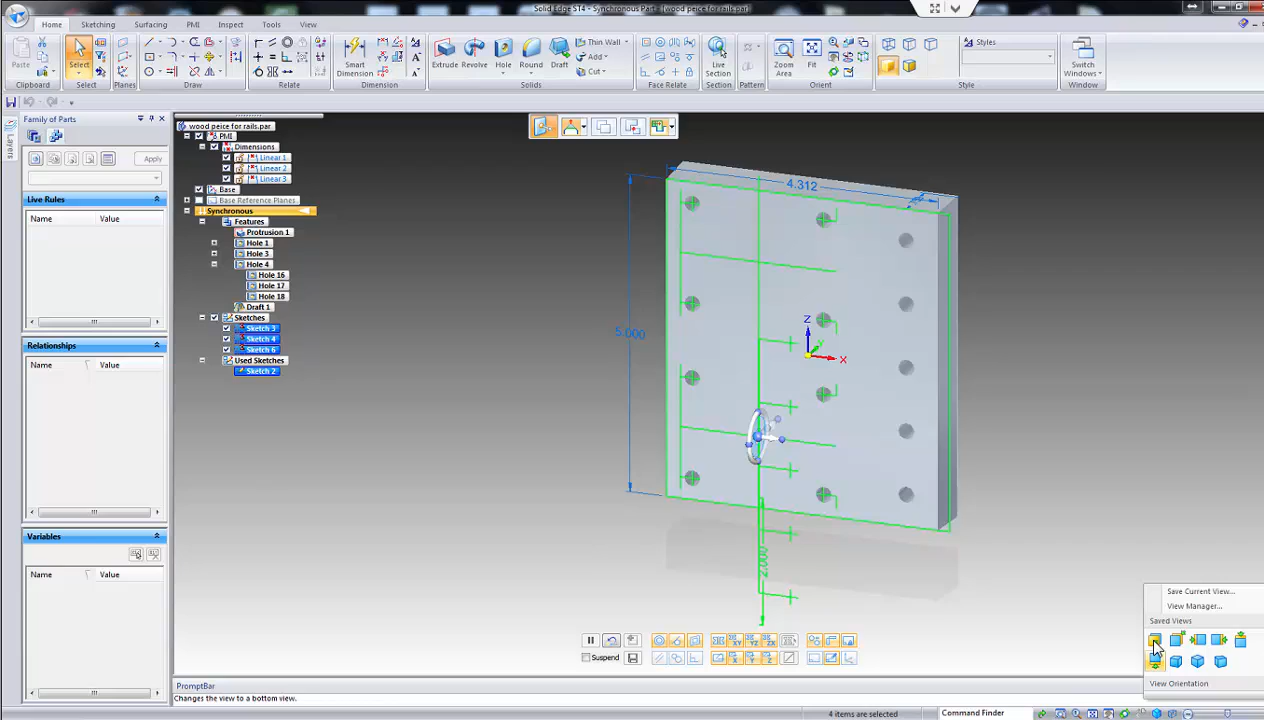 Solid Edge ST4 - Synchronous Part - [wood peice for rails.par]
Home Sketching Surfacing PMI Inspect Tools View
Paste Select Smart Dimension Extrude Revolve Hole Round Draft Thin Wall Add Cut Live Section Zoom Area Fit Styles Switch Windows
Clipboard Select Planes Draw Relate Dimension Solids Face Relate Section Pattern Orient Style Window
Family of Parts
Layers
Apply
Live Rules
Name Value
Relationships
Name Value
Variables
Name Value
wood peice for rails.par
PMI
Dimensions
Linear 1
Linear 2
Linear 3
Base
Base Reference Planes
Synchronous
Features
Protrusion 1
Hole 1
Hole 3
Hole 4
Hole 16
Hole 17
Hole 18
Draft 1
Sketches
Sketch 3
Sketch 4
Sketch 6
Used Sketches
Sketch 2
4.312
5.000
Z
Y
X
2.000
Suspend
Save Current View...
View Manager...
Saved Views
View Orientation
PromptBar
Changes the view to a bottom view.
4 items are selected
Command Finder